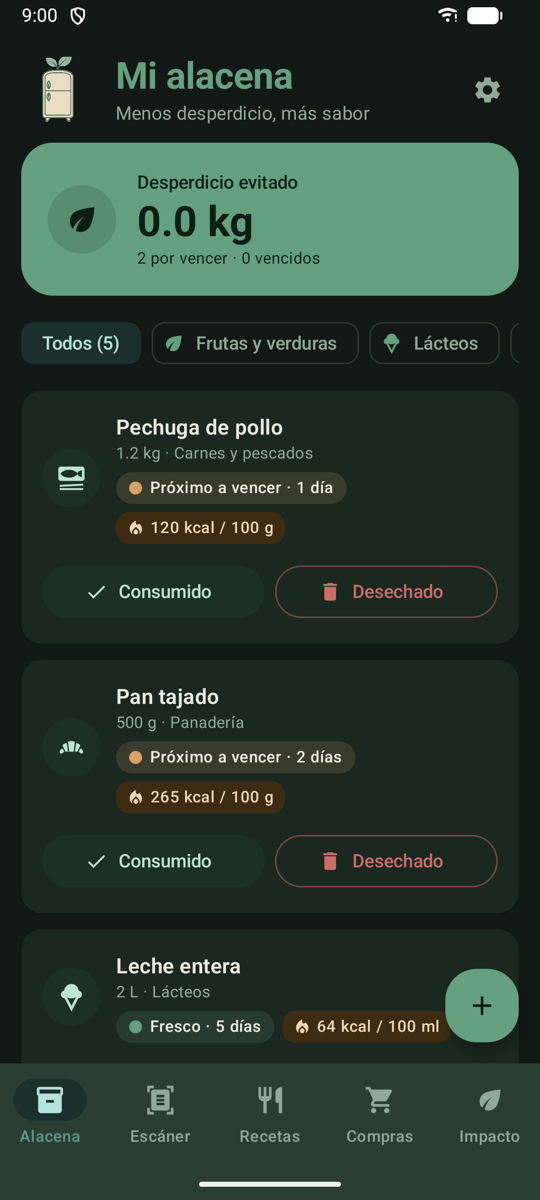 9:00
Mi alacena
Menos desperdicio, más sabor
Desperdicio evitado
0.0 kg
2 por vencer · 0 vencidos
Todos (5)
Frutas y verduras
Lácteos
Pechuga de pollo
1.2 kg · Carnes y pescados
Próximo a vencer · 1 día
120 kcal / 100 g
Consumido
Desechado
Pan tajado
500 g · Panadería
Próximo a vencer · 2 días
265 kcal / 100 g
Consumido
Desechado
Leche entera
2 L · Lácteos
Fresco · 5 días
64 kcal / 100 ml
+
Alacena
Escáner
Recetas
Compras
Impacto